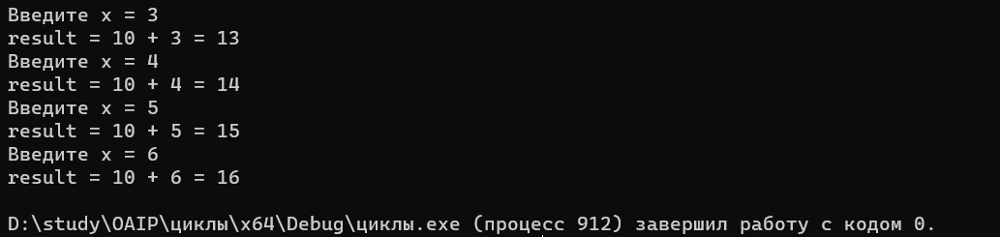 Введите x = 3
result = 10 + 3 = 13
Введите x = 4
result = 10 + 4 = 14
Введите x = 5
result = 10 + 5 = 15
Введите x = 6
result = 10 + 6 = 16
D:\study\OAIP\циклы\x64\Debug\циклы.exe (процесс 912) завершил работу с кодом 0.